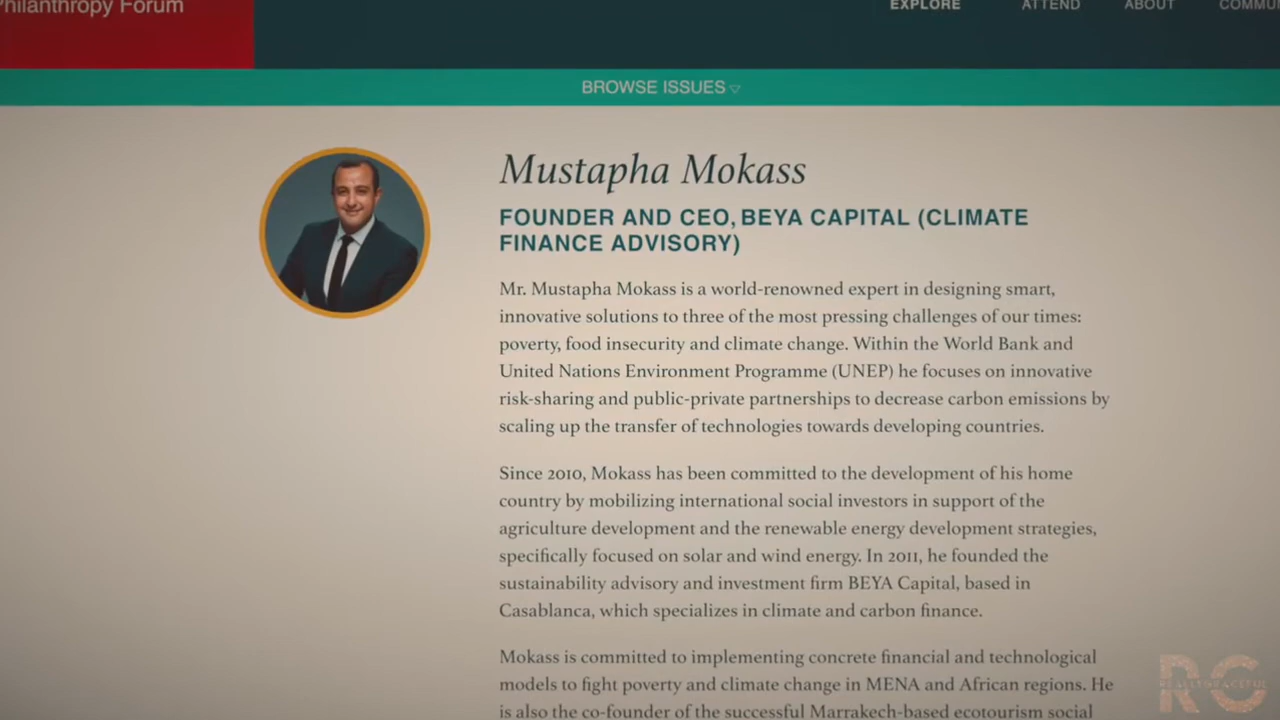 Philanthropy Forum
EXPLORE ATTEND ABOUT
BROWSE ISSUES
Mustapha Mokass
FOUNDER AND CEO, BEYA CAPITAL (CLIMATE
FINANCE ADVISORY)
Mr. Mustapha Mokass is a world-renowned expert in designing smart,
innovative solutions to three of the most pressing challenges of our times:
poverty, food insecurity and climate change. Within the World Bank and
United Nations Environment Programme (UNEP) he focuses on innovative
risk-sharing and public-private partnerships to decrease carbon emissions by
scaling up the transfer of technologies towards developing countries.
Since 2010, Mokass has been committed to the development of his home
country by mobilizing international social investors in support of the
agriculture development and the renewable energy development strategies,
specifically focused on solar and wind energy. In 2011, he founded the
sustainability advisory and investment firm BEYA Capital, based in
Casablanca, which specializes in climate and carbon finance.
Mokass is committed to implementing concrete financial and technological
models to fight poverty and climate change in MENA and African regions. He
is also the co-founder of the successful Marrakech-based ecotourism social
RG
REALLYGRACEFUL